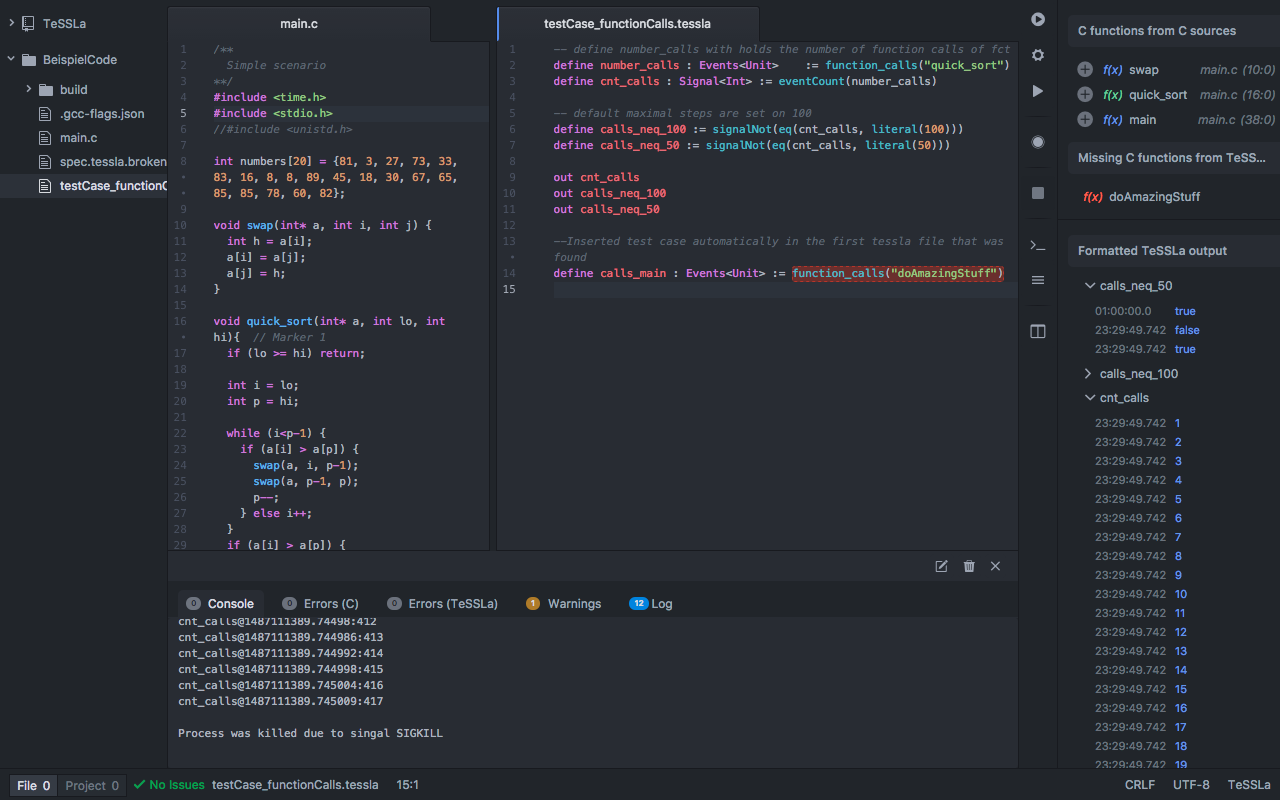 TeSSLa
BeispielCode
build
.gcc-flags.json
main.c
spec.tessla.broken
testCase_functionC
main.c
1 /**
2 Simple scenario
3 **/
4 #include <time.h>
5 #include <stdio.h>
6 //#include <unistd.h>
7
8 int numbers[20] = {81, 3, 27, 73, 33,
• 83, 16, 8, 8, 89, 45, 18, 30, 67, 65,
• 85, 85, 78, 60, 82};
9
10 void swap(int* a, int i, int j) {
11 int h = a[i];
12 a[i] = a[j];
13 a[j] = h;
14 }
15
16 void quick_sort(int* a, int lo, int
• hi){ // Marker 1
17 if (lo >= hi) return;
18
19 int i = lo;
20 int p = hi;
21
22 while (i<p-1) {
23 if (a[i] > a[p]) {
24 swap(a, i, p-1);
25 swap(a, p-1, p);
26 p--;
27 } else i++;
28 }
29 if (a[i] > a[p]) {
testCase_functionCalls.tessla
1 -- define number_calls with holds the number of function calls of fct
2 define number_calls : Events<Unit> := function_calls("quick_sort")
3 define cnt_calls : Signal<Int> := eventCount(number_calls)
4
5 -- default maximal steps are set on 100
6 define calls_neq_100 := signalNot(eq(cnt_calls, literal(100)))
7 define calls_neq_50 := signalNot(eq(cnt_calls, literal(50)))
8
9 out cnt_calls
10 out calls_neq_100
11 out calls_neq_50
12
13 --Inserted test case automatically in the first tessla file that was
• found
14 define calls_main : Events<Unit> := function_calls("doAmazingStuff")
15
C functions from C sources
f(x) swap main.c (10:0)
f(x) quick_sort main.c (16:0)
f(x) main main.c (38:0)
Missing C functions from TeSS...
f(x) doAmazingStuff
Formatted TeSSLa output
calls_neq_50
01:00:00.0 true
23:29:49.742 false
23:29:49.742 true
calls_neq_100
cnt_calls
23:29:49.742 1
23:29:49.742 2
23:29:49.742 3
23:29:49.742 4
23:29:49.742 5
23:29:49.742 6
23:29:49.742 7
23:29:49.742 8
23:29:49.742 9
23:29:49.742 10
23:29:49.742 11
23:29:49.742 12
23:29:49.742 13
23:29:49.742 14
23:29:49.742 15
23:29:49.742 16
23:29:49.742 17
23:29:49.742 18
23:29:49.742 19
0 Console 0 Errors (C) 0 Errors (TeSSLa) 1 Warnings 12 Log
cnt_calls@1487111389.74498:412
cnt_calls@1487111389.744986:413
cnt_calls@1487111389.744992:414
cnt_calls@1487111389.744998:415
cnt_calls@1487111389.745004:416
cnt_calls@1487111389.745009:417
Process was killed due to singal SIGKILL
File 0 Project 0 No Issues testCase_functionCalls.tessla 15:1 CRLF UTF-8 TeSSLa